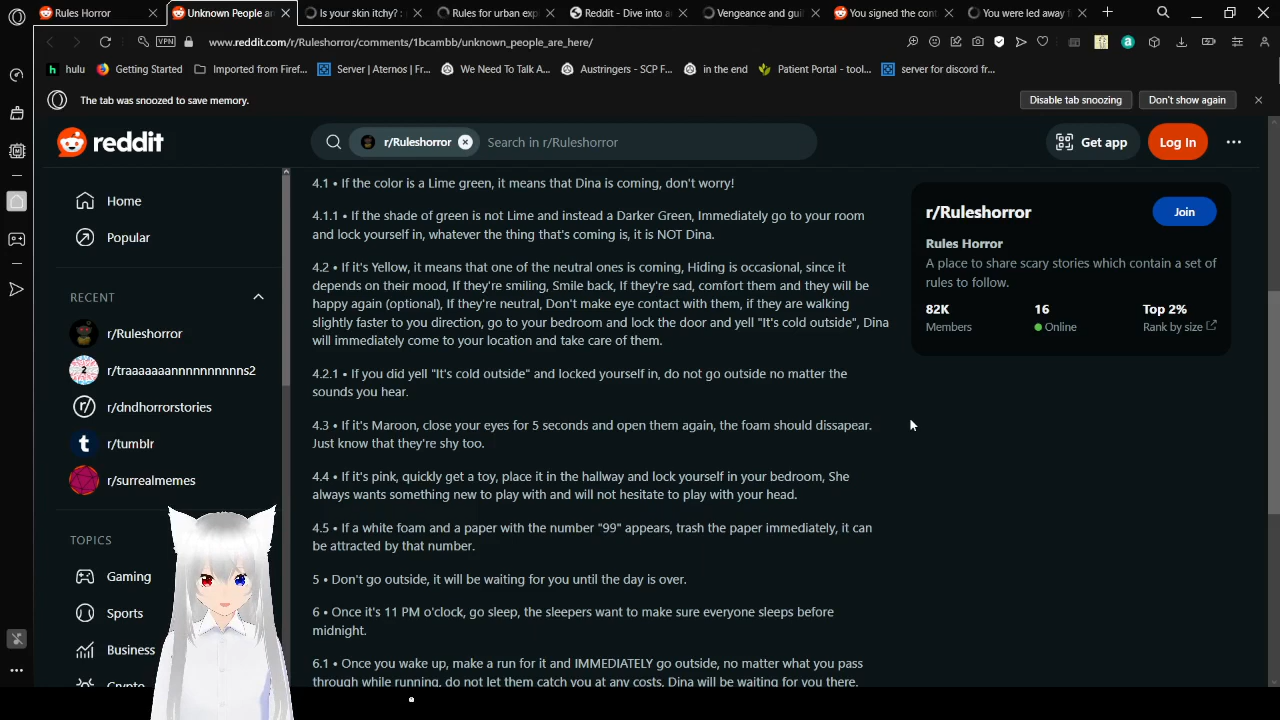 Rules Horror
Unknown People ar
Is your skin itchy? :
Rules for urban exp
Reddit - Dive into a
Vengeance and gui
You signed the con
You were led away f
VPN
www.reddit.com/r/Ruleshorror/comments/1bcambb/unknown_people_are_here/
hulu
Getting Started
Imported from Firef...
Server | Aternos | Fr...
We Need To Talk A...
Austringers - SCP F...
in the end
Patient Portal - tool...
server for discord fr...
The tab was snoozed to save memory.
Disable tab snoozing
Don't show again
reddit
r/Ruleshorror
Search in r/Ruleshorror
Get app
Log In
Home
Popular
RECENT
r/Ruleshorror
r/traaaaaaannnnnnnnnns2
r/dndhorrorstories
r/tumblr
r/surrealmemes
TOPICS
Gaming
Sports
Business
Crypto
4.1 • If the color is a Lime green, it means that Dina is coming, don't worry!
4.1.1 • If the shade of green is not Lime and instead a Darker Green, Immediately go to your room
and lock yourself in, whatever the thing that's coming is, it is NOT Dina.
4.2 • If it's Yellow, it means that one of the neutral ones is coming, Hiding is occasional, since it
depends on their mood, If they're smiling, Smile back, If they're sad, comfort them and they will be
happy again (optional), If they're neutral, Don't make eye contact with them, if they are walking
slightly faster to you direction, go to your bedroom and lock the door and yell "It's cold outside", Dina
will immediately come to your location and take care of them.
4.2.1 • If you did yell "It's cold outside" and locked yourself in, do not go outside no matter the
sounds you hear.
4.3 • If it's Maroon, close your eyes for 5 seconds and open them again, the foam should dissapear.
Just know that they're shy too.
4.4 • If it's pink, quickly get a toy, place it in the hallway and lock yourself in your bedroom, She
always wants something new to play with and will not hesitate to play with your head.
4.5 • If a white foam and a paper with the number "99" appears, trash the paper immediately, it can
be attracted by that number.
5 • Don't go outside, it will be waiting for you until the day is over.
6 • Once it's 11 PM o'clock, go sleep, the sleepers want to make sure everyone sleeps before
midnight.
6.1 • Once you wake up, make a run for it and IMMEDIATELY go outside, no matter what you pass
through while running, do not let them catch you at any costs, Dina will be waiting for you there.
r/Ruleshorror
Join
Rules Horror
A place to share scary stories which contain a set of
rules to follow.
82K
16
Top 2%
Members
Online
Rank by size